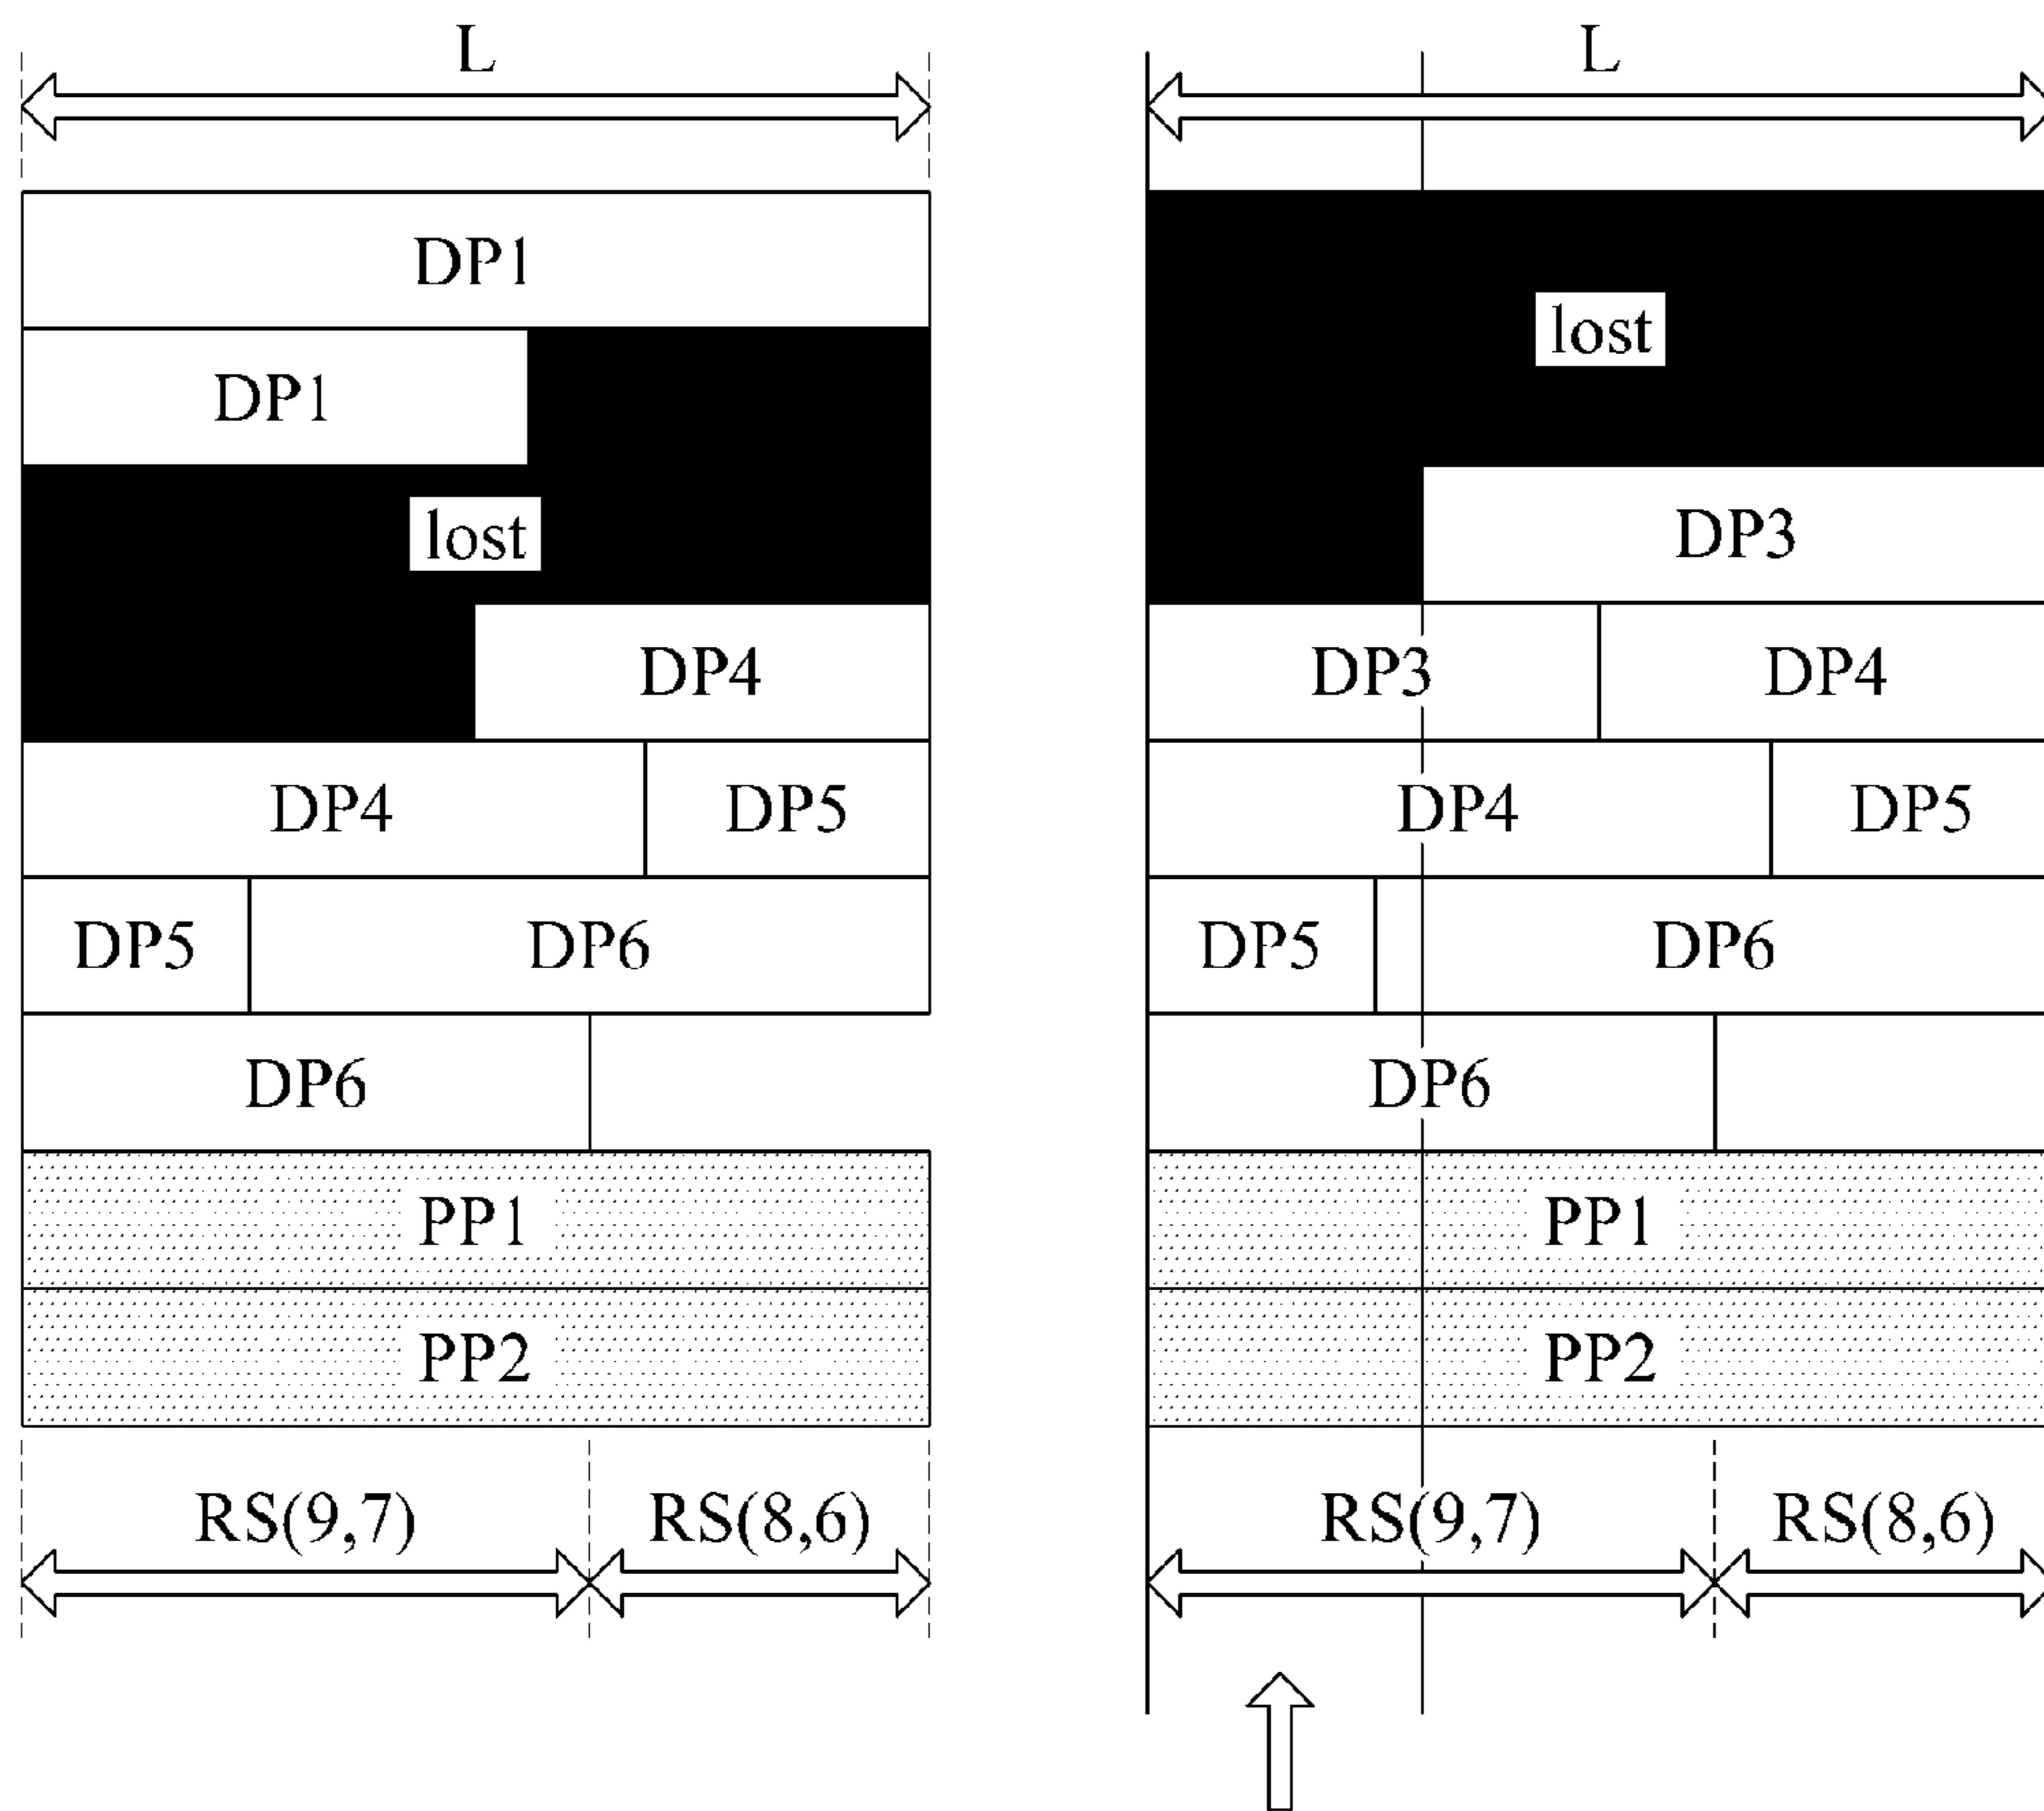 L
DP1
DP1
lost
DP4
DP4 DP5
DP5 DP6
DP6
PP1
PP2
RS(9,7) RS(8,6)
L
lost
DP3
DP3 DP4
DP4 DP5
DP5 DP6
DP6
PP1
PP2
RS(9,7) RS(8,6)